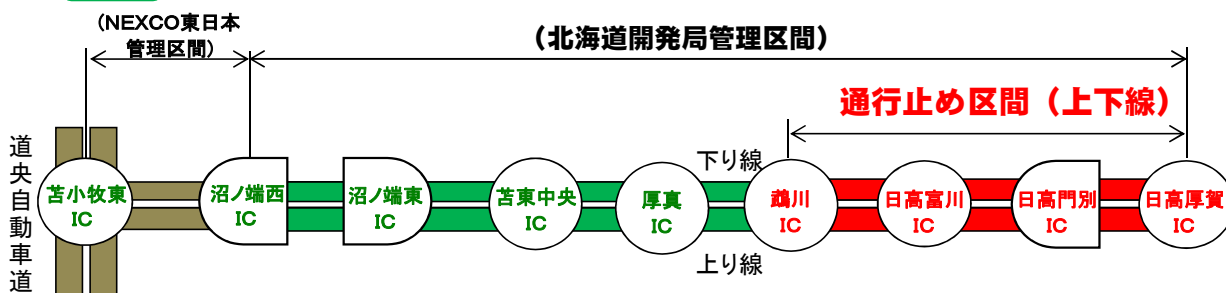 (NEXCO東日本
管理区間)
(北海道開発局管理区間)
通行止め区間（上下線）
道央自動車道
下り線
苫小牧東
IC
沼ノ端西
IC
沼ノ端東
IC
苫東中央
IC
厚真
IC
鵡川
IC
日高富川
IC
日高門別
IC
日高厚賀
IC
上り線